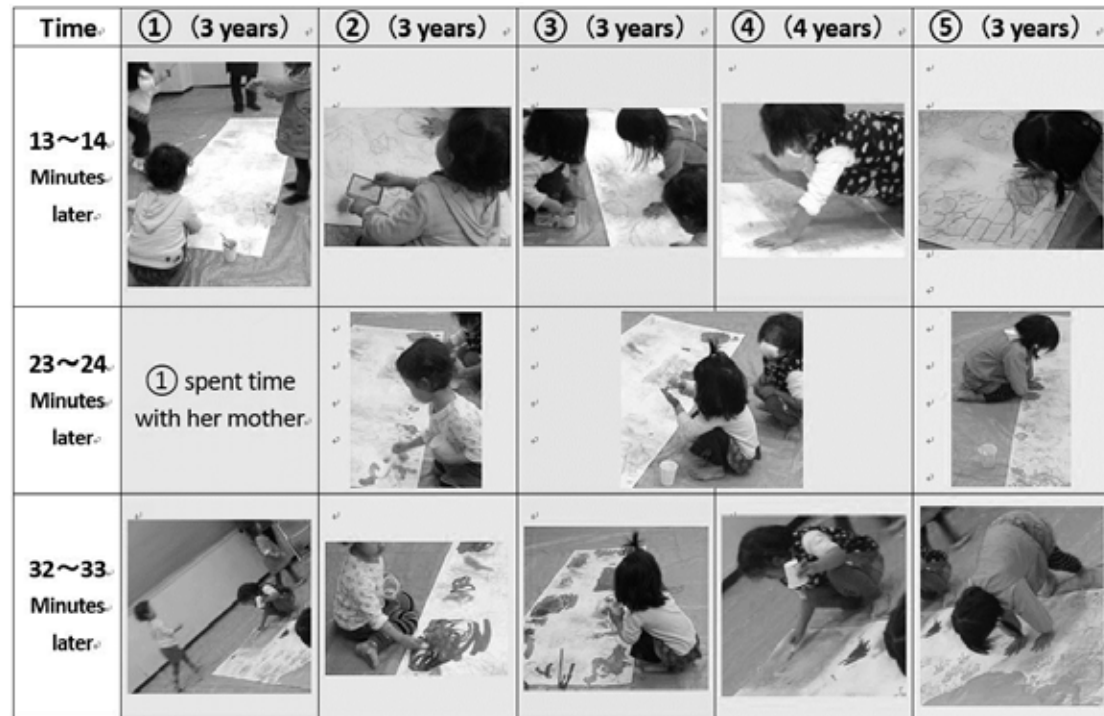 Time ① (3 years) ② (3 years) ③ (3 years) ④ (4 years) ⑤ (3 years)
13～14
Minutes
later
23～24
Minutes
later
① spent time
with her mother
32～33
Minutes
later